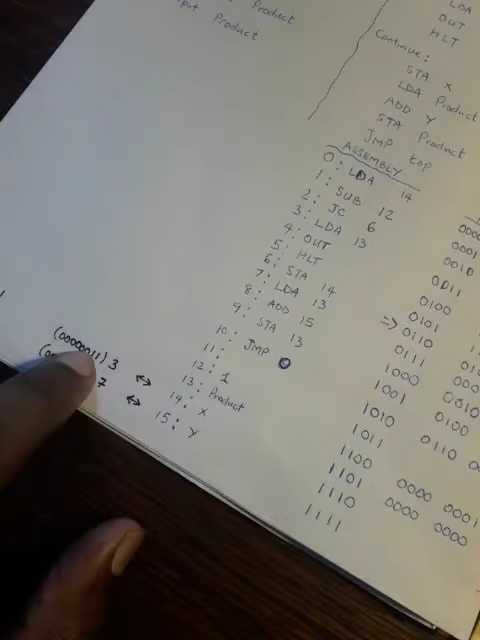 Product
Product
LDA
OUT
HLT
Continue:
STA X
LDA Product
ADD Y
STA Product
JMP top
ASSEMBLY
0: LDA 14
1: SUB 12
2: JC 6
3: LDA 13
4: OUT
5: HLT
6: STA 14
7: LDA 13
8: ADD 15
9: STA 13
10: JMP 0
11:
12: 1
13: Product
(00000011) 3 ↔ 14: X
7 ↔ 15: Y
0001
0010
0011
0100
0101
=> 0110
0111
1000
1001 0100
1010 0110
1011
1100 0000 0001
1101 0000 0000
1110
1111